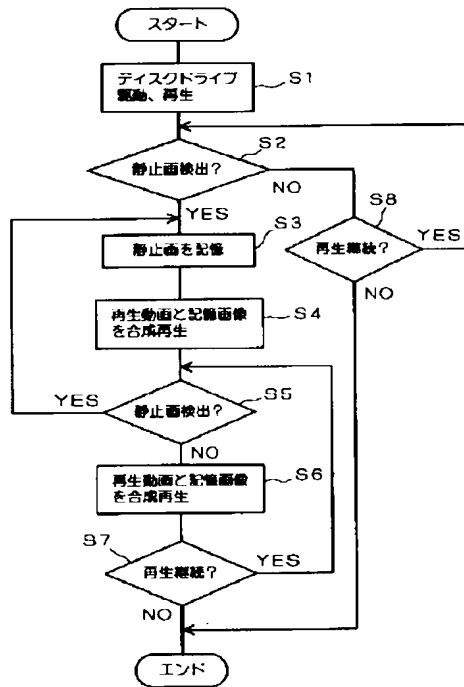 スタート
ディスクドライブ
駆動、再生
S1
静止画検出?
S2
NO
YES
静止画を記憶
S3
再生継続?
S8
YES
NO
再生動画と記憶画像
を合成再生
S4
静止画検出?
S5
YES
NO
再生動画と記憶画像
を合成再生
S6
S7
再生継続?
YES
NO
エンド